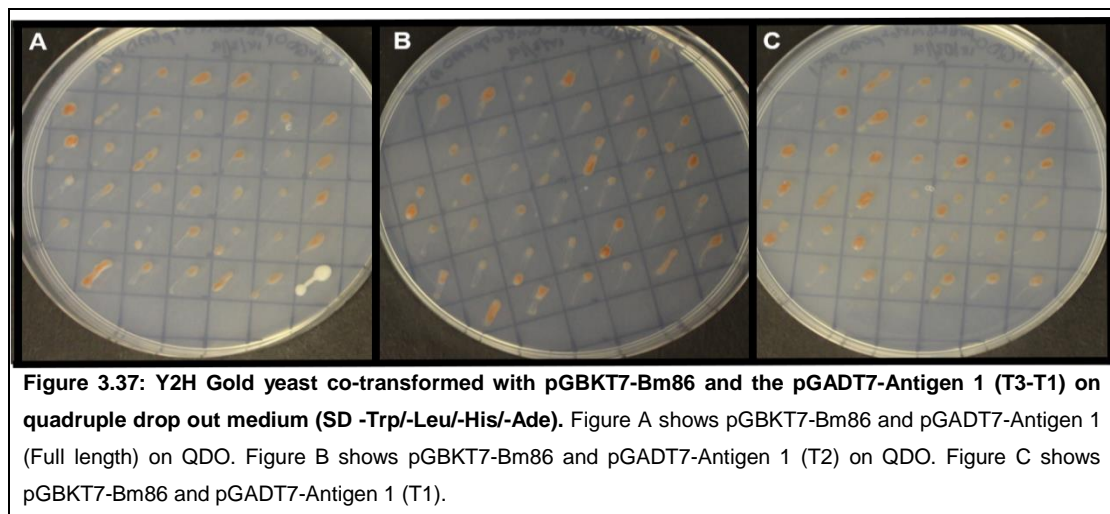 A
B
C
Figure 3.37: Y2H Gold yeast co-transformed with pGBKT7-Bm86 and the pGADT7-Antigen 1 (T3-T1) on
quadruple drop out medium (SD -Trp/-Leu/-His/-Ade). Figure A shows pGBKT7-Bm86 and pGADT7-Antigen 1
(Full length) on QDO. Figure B shows pGBKT7-Bm86 and pGADT7-Antigen 1 (T2) on QDO. Figure C shows
pGBKT7-Bm86 and pGADT7-Antigen 1 (T1).